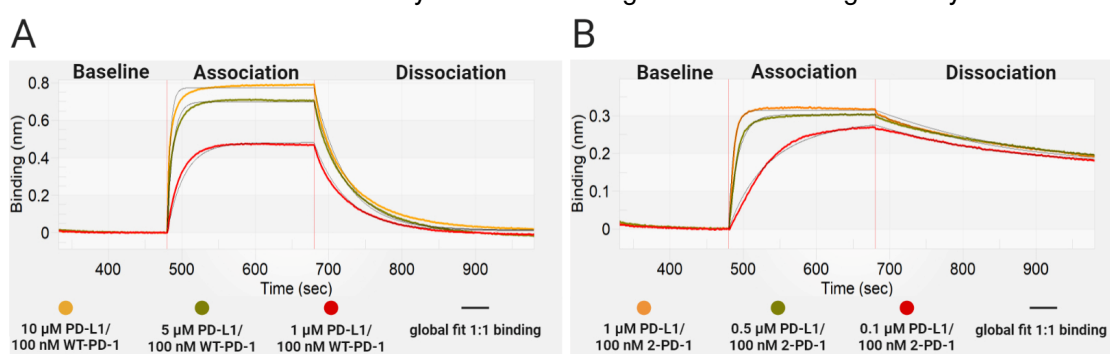 A
Baseline Association Dissociation
Binding (nm)
0.8
0.6
0.4
0.2
0
400 500 600 700 800 900
Time (sec)
10 µM PD-L1/
100 nM WT-PD-1
5 µM PD-L1/
100 nM WT-PD-1
1 µM PD-L1/
100 nM WT-PD-1
global fit 1:1 binding
B
Baseline Association Dissociation
Binding (nm)
0.3
0.2
0.1
0
400 500 600 700 800 900
Time (sec)
1 µM PD-L1/
100 nM 2-PD-1
0.5 µM PD-L1/
100 nM 2-PD-1
0.1 µM PD-L1/
100 nM 2-PD-1
global fit 1:1 binding